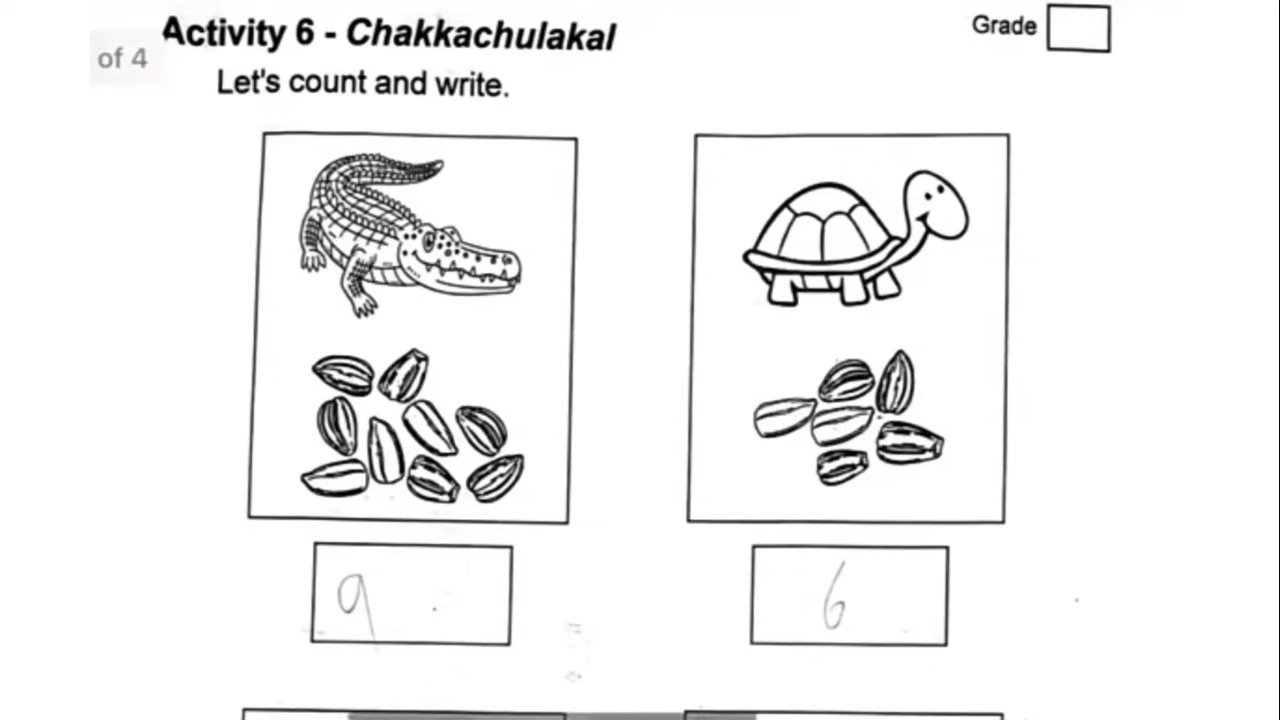 Activity 6 - Chakkachulakal
Grade
of 4
Let's count and write.
9
6